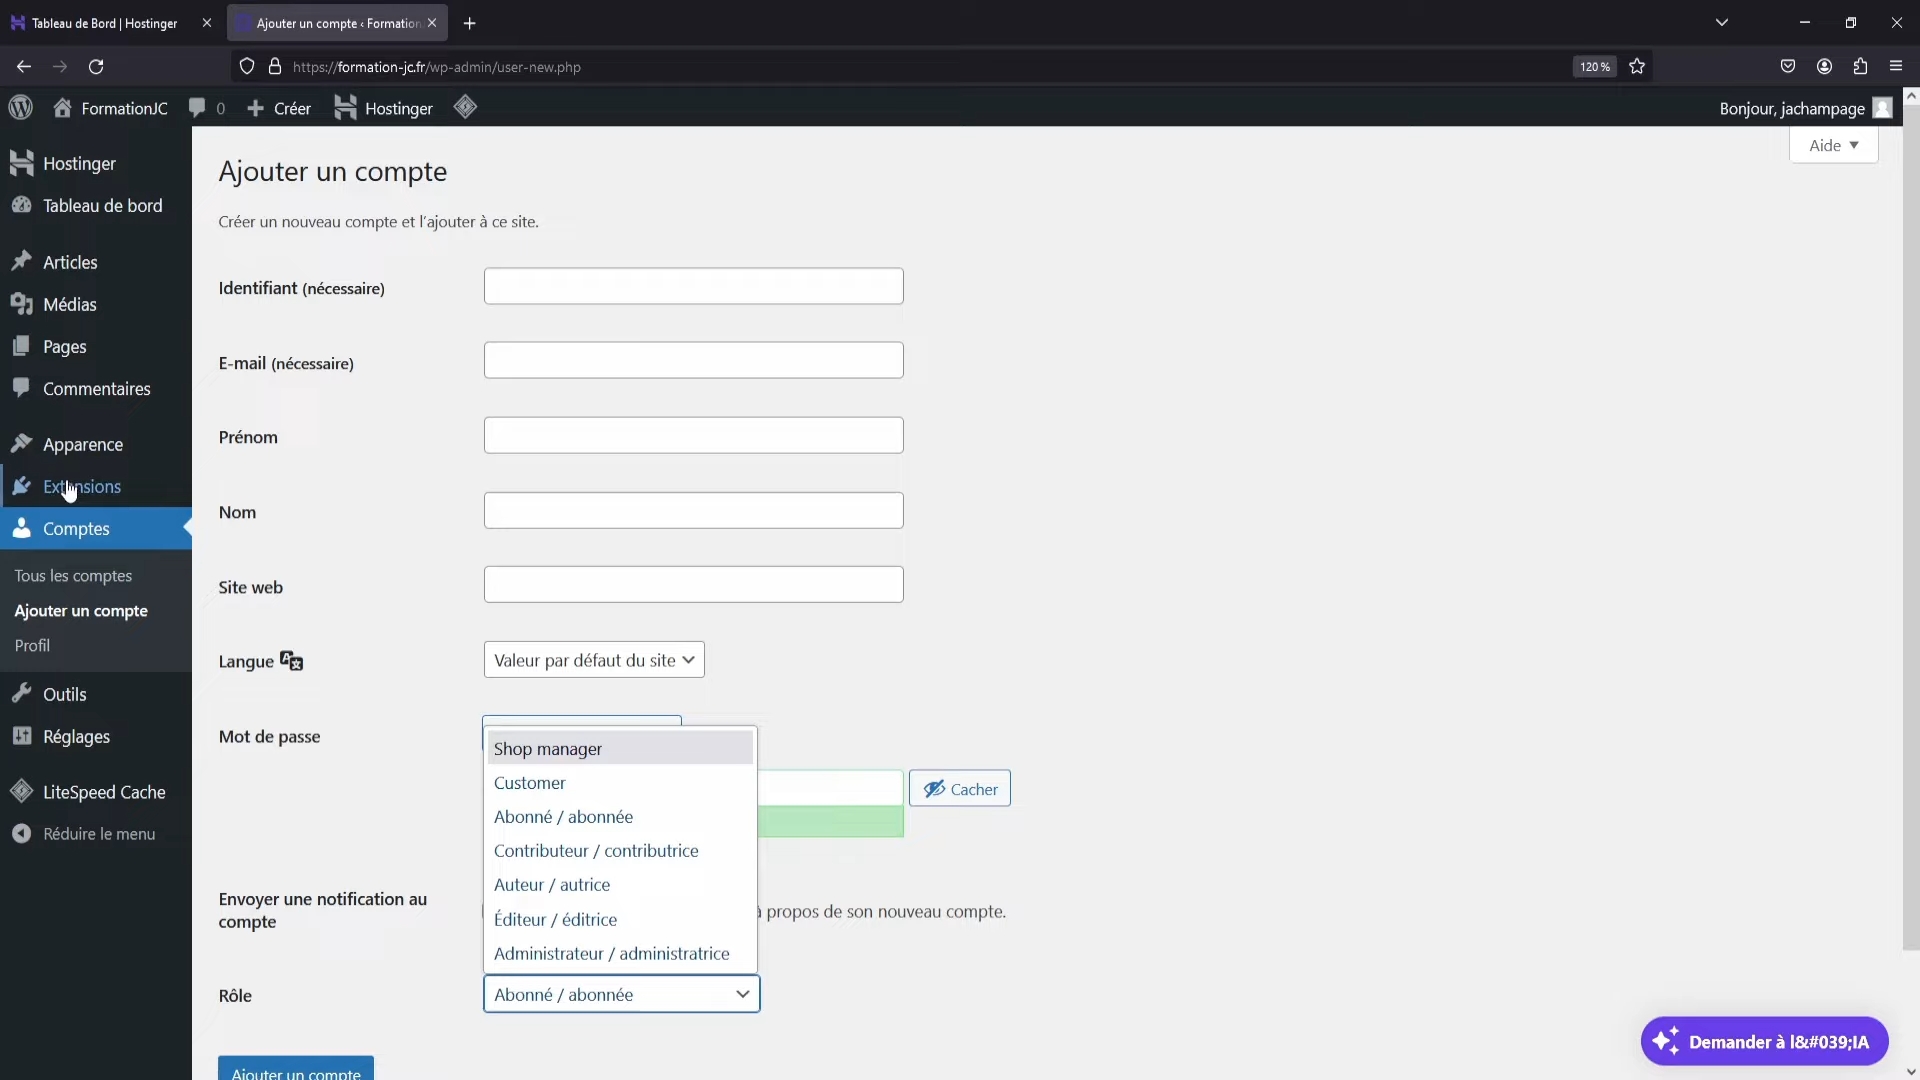 Tableau de Bord | Hostinger
Ajouter un compte ‹ Formation
https://formation-jc.fr/wp-admin/user-new.php
120 %
FormationJC
0
Créer
Hostinger
Bonjour, jachampage
Aide
Hostinger
Tableau de bord
Articles
Médias
Pages
Commentaires
Apparence
Extensions
Comptes
Tous les comptes
Ajouter un compte
Profil
Outils
Réglages
LiteSpeed Cache
Réduire le menu
Ajouter un compte
Créer un nouveau compte et l'ajouter à ce site.
Identifiant (nécessaire)
E-mail (nécessaire)
Prénom
Nom
Site web
Langue
Valeur par défaut du site
Mot de passe
Cacher
Shop manager
Customer
Abonné / abonnée
Contributeur / contributrice
Auteur / autrice
Éditeur / éditrice
Administrateur / administratrice
Envoyer une notification au
compte
à propos de son nouveau compte.
Rôle
Abonné / abonnée
Ajouter un compte
Demander à l&#039;IA